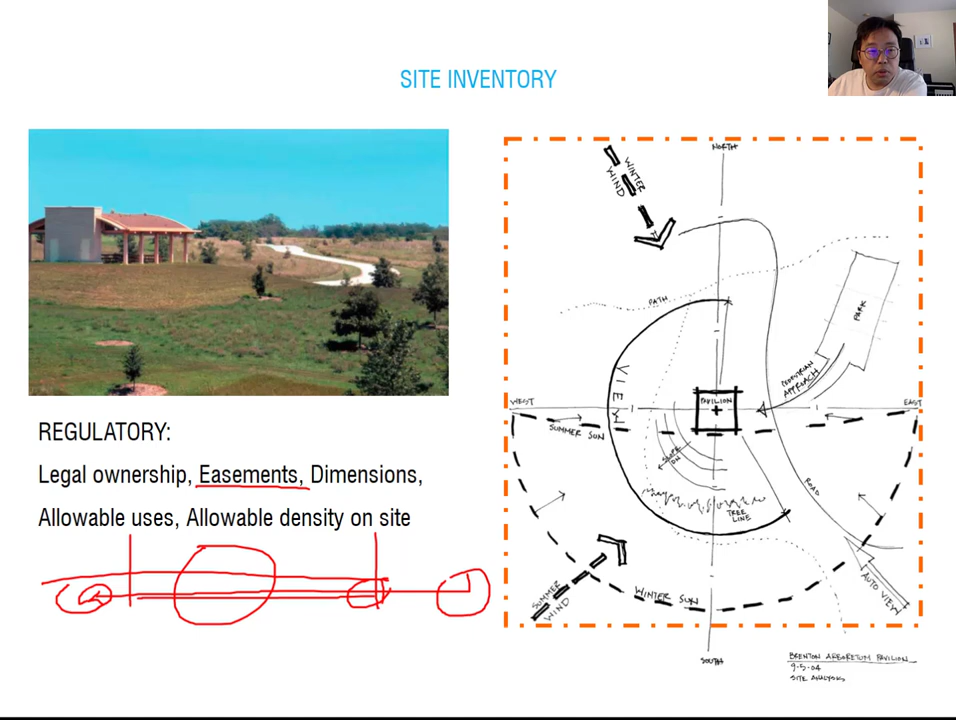 SITE INVENTORY
REGULATORY:
Legal ownership, Easements, Dimensions,
Allowable uses, Allowable density on site
NORTH
WINTER
WIND
PATH
PARK
VIEW
PEDESTRIAN
APPROACH
WEST
PAVILION
EAST
SUMMER SUN
SLOPE
DN
TREE
LINE
ROAD
AUTO VIEW
SUMMER
WIND
WINTER SUN
SOUTH
BRENTON ARBORETUM PAVILION
9-5-04
SITE ANALYSIS